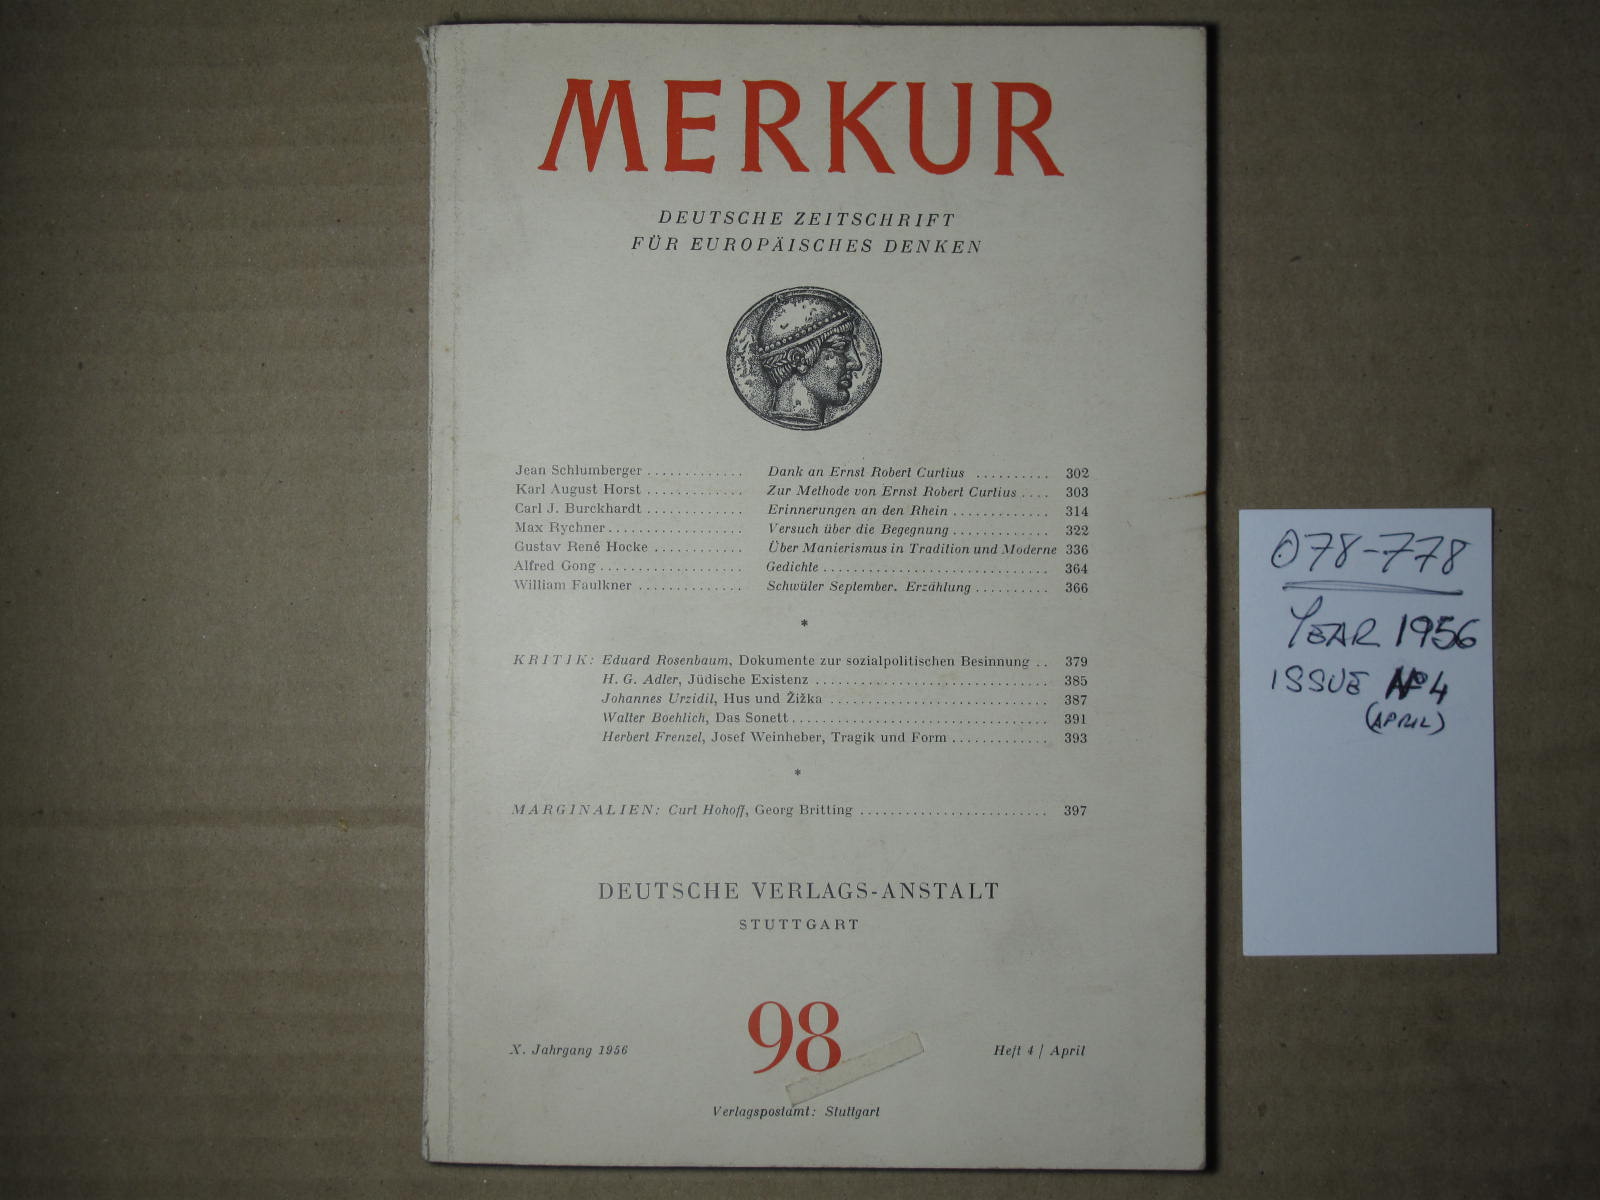 MERKUR
DEUTSCHE ZEITSCHRIFT
FÜR EUROPÄISCHES DENKEN
Jean Schlumberger ............. Dank an Ernst Robert Curtius .......... 302
Karl August Horst ............. Zur Methode von Ernst Robert Curtius .... 303
Carl J. Burckhardt ............. Erinnerungen an den Rhein ............. 314
Max Rychner .................. Versuch über die Begegnung ............. 322
Gustav René Hocke ............ Über Manierismus in Tradition und Moderne 336
Alfred Gong ................... Gedichte .............................. 364
William Faulkner .............. Schwüler September. Erzählung .......... 366
*
KRITIK: Eduard Rosenbaum, Dokumente zur sozialpolitischen Besinnung .. 379
H. G. Adler, Jüdische Existenz ............................... 385
Johannes Urzidil, Hus und Žižka ............................. 387
Walter Boehlich, Das Sonett .................................. 391
Herbert Frenzel, Josef Weinheber, Tragik und Form ............. 393
*
MARGINALIEN: Curt Hohoff, Georg Britting ......................... 397
DEUTSCHE VERLAGS-ANSTALT
STUTTGART
98
X. Jahrgang 1956
Heft 4 / April
Verlagspostamt: Stuttgart
078-778
YEAR 1956
ISSUE Nº 4
(APRIL)